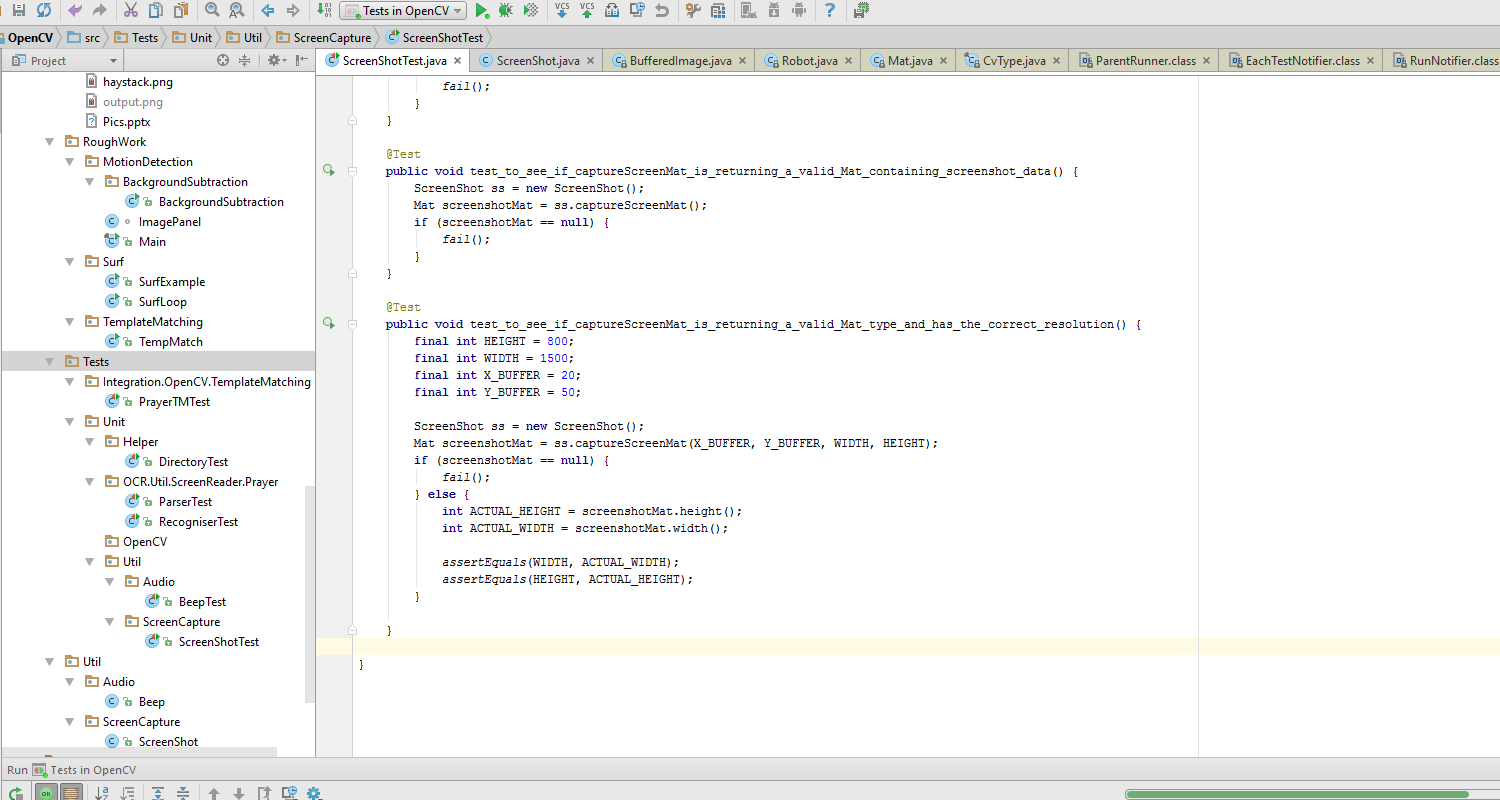 Tests in OpenCV
VCS VCS
OpenCV src Tests Unit Util ScreenCapture ScreenShotTest
Project
ScreenShotTest.java ScreenShot.java BufferedImage.java Robot.java Mat.java CvType.java ParentRunner.class EachTestNotifier.class RunNotifier.class
haystack.png
output.png
Pics.pptx
RoughWork
MotionDetection
BackgroundSubtraction
BackgroundSubtraction
ImagePanel
Main
Surf
SurfExample
SurfLoop
TemplateMatching
TempMatch
Tests
Integration.OpenCV.TemplateMatching
PrayerTMTest
Unit
Helper
DirectoryTest
OCR.Util.ScreenReader.Prayer
ParserTest
RecogniserTest
OpenCV
Util
Audio
BeepTest
ScreenCapture
ScreenShotTest
Util
Audio
Beep
ScreenCapture
ScreenShot
fail();
}
}
@Test
public void test_to_see_if_captureScreenMat_is_returning_a_valid_Mat_containing_screenshot_data() {
ScreenShot ss = new ScreenShot();
Mat screenshotMat = ss.captureScreenMat();
if (screenshotMat == null) {
fail();
}
}
@Test
public void test_to_see_if_captureScreenMat_is_returning_a_valid_Mat_type_and_has_the_correct_resolution() {
final int HEIGHT = 800;
final int WIDTH = 1500;
final int X_BUFFER = 20;
final int Y_BUFFER = 50;
ScreenShot ss = new ScreenShot();
Mat screenshotMat = ss.captureScreenMat(X_BUFFER, Y_BUFFER, WIDTH, HEIGHT);
if (screenshotMat == null) {
fail();
} else {
int ACTUAL_HEIGHT = screenshotMat.height();
int ACTUAL_WIDTH = screenshotMat.width();
assertEquals(WIDTH, ACTUAL_WIDTH);
assertEquals(HEIGHT, ACTUAL_HEIGHT);
}
}
}
Run Tests in OpenCV
OK